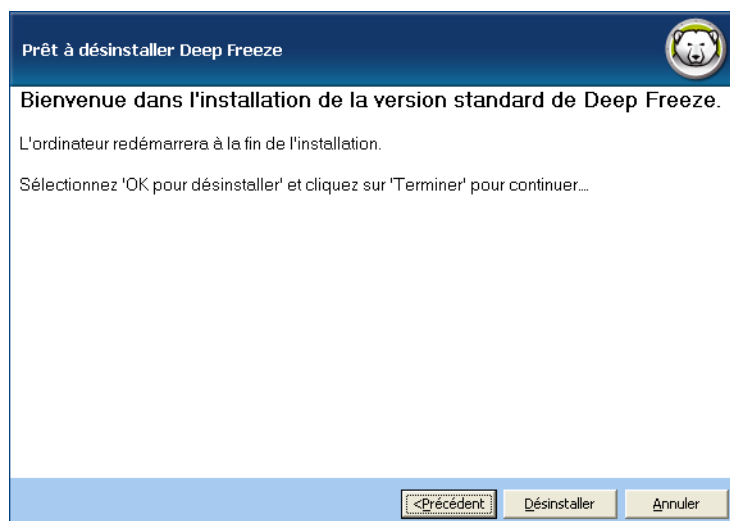 Prêt à désinstaller Deep Freeze
Bienvenue dans l'installation de la version standard de Deep Freeze.
L'ordinateur redémarrera à la fin de l'installation.
Sélectionnez 'OK pour désinstaller' et cliquez sur 'Terminer' pour continuer...
<Précédent
Désinstaller
Annuler